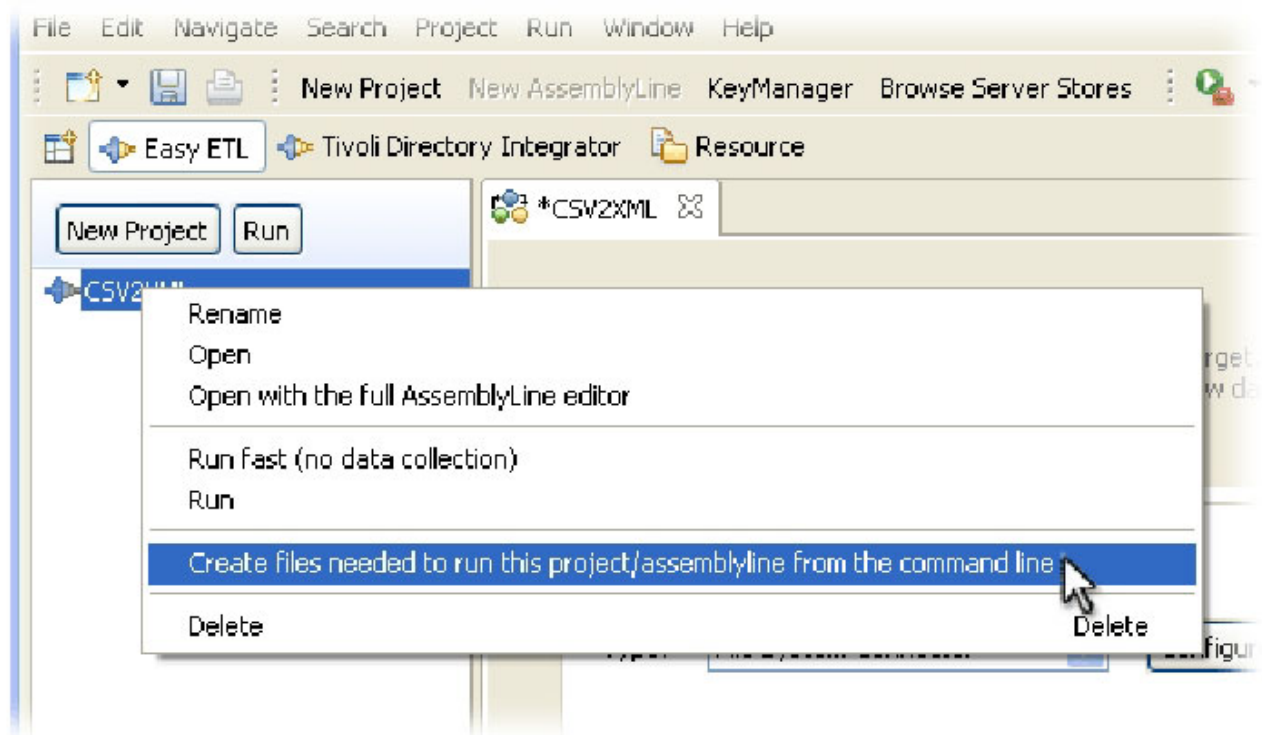 File Edit Navigate Search Project Run Window Help
New Project New AssemblyLine KeyManager Browse Server Stores
Easy ETL Tivoli Directory Integrator Resource
*CSV2XML
New Project Run
Rename
Open
Open with the full AssemblyLine editor
Run fast (no data collection)
Run
Create files needed to run this project/assemblyline from the command line
Delete Delete